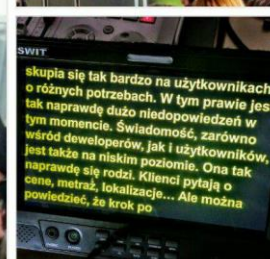 SWIT
skupia się tak bardzo na użytkownikach
o różnych potrzebach. W tym prawie jes
tak naprawdę dużo niedopowiedzeń w
tym momencie. Świadomość, zarówno
wśród deweloperów, jak i użytkowników,
jest także na niskim poziomie. Ona tak
naprawdę się rodzi. Klienci pytają o
cenę, metraż, lokalizacje... Ale można
powiedzieć, że krok po